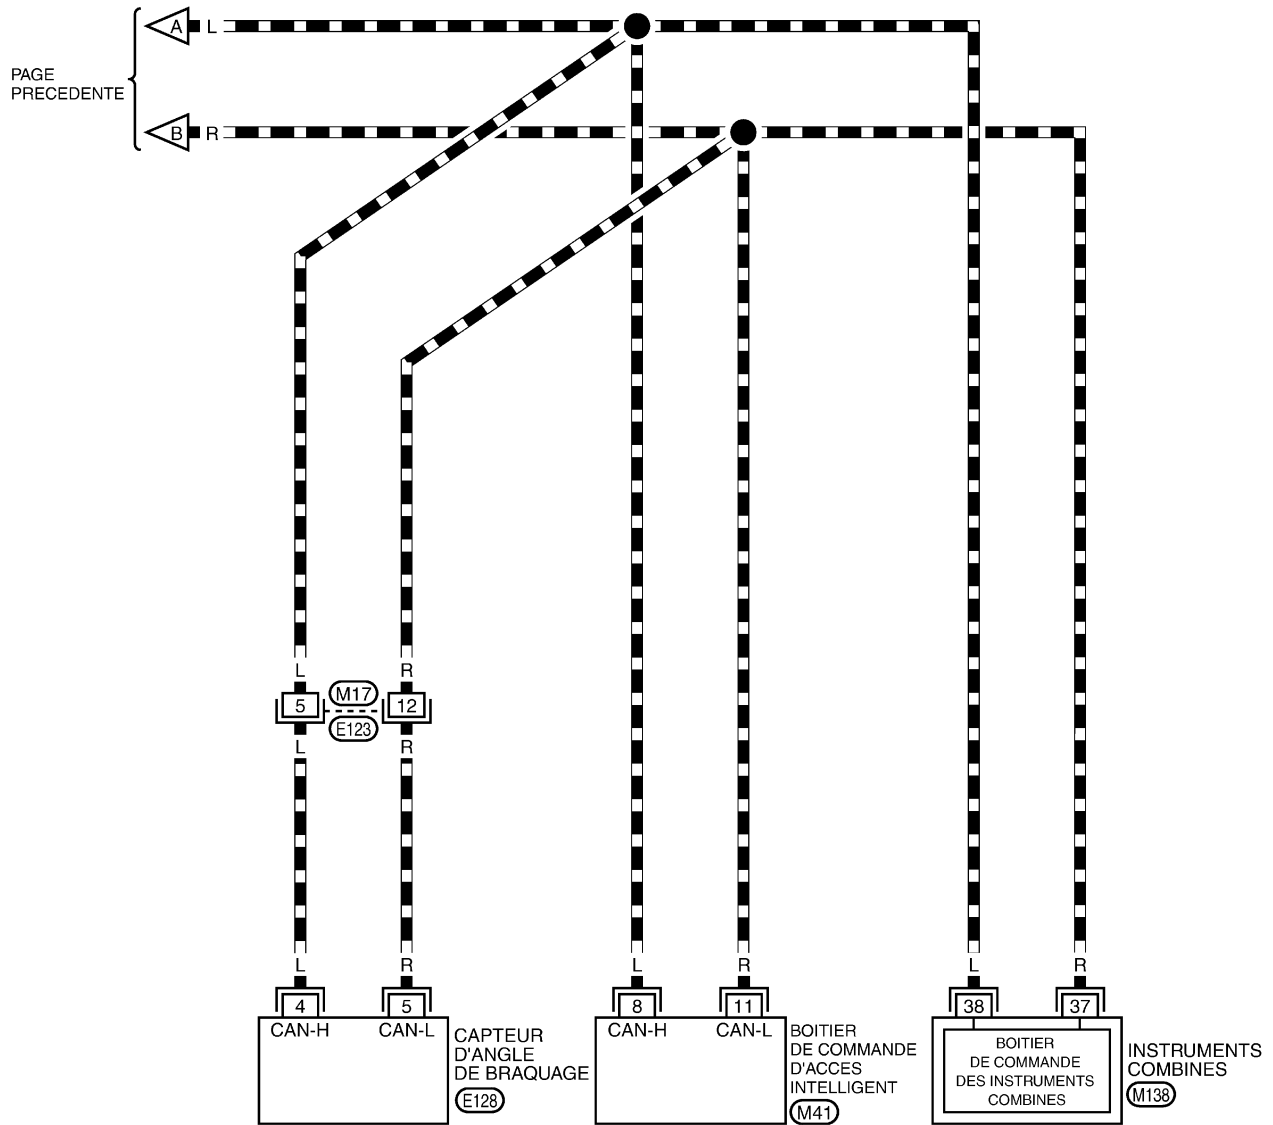 A L
PAGE
PRECEDENTE
B R
L R
5 M17 12
E123
L R
L R L R L R
4 5 8 11 38 37
CAN-H CAN-L CAN-H CAN-L
CAPTEUR
D'ANGLE
DE BRAQUAGE
E128
BOITIER
DE COMMANDE
D'ACCES
INTELLIGENT
M41
BOITIER
DE COMMANDE
DES INSTRUMENTS
COMBINES
INSTRUMENTS
COMBINES
M138